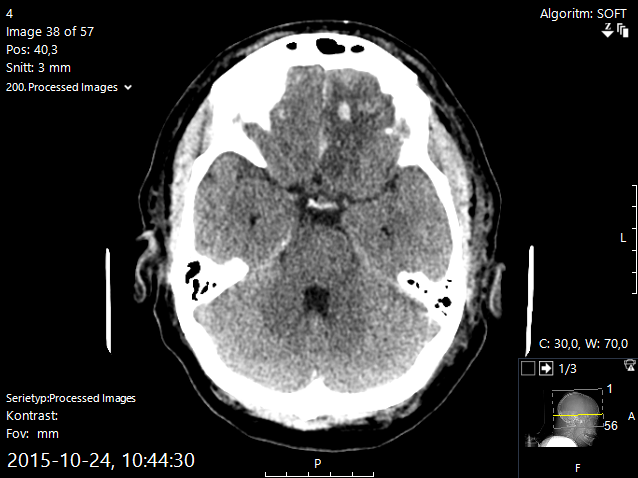 4
Image 38 of 57
Pos: 40,3
Snitt: 3 mm
200.Processed Images
Algoritm: SOFT
Z
L
C: 30,0, W: 70,0
1/3
1
56
A
F
Serietyp:Processed Images
Kontrast:
Fov: mm
2015-10-24, 10:44:30
P